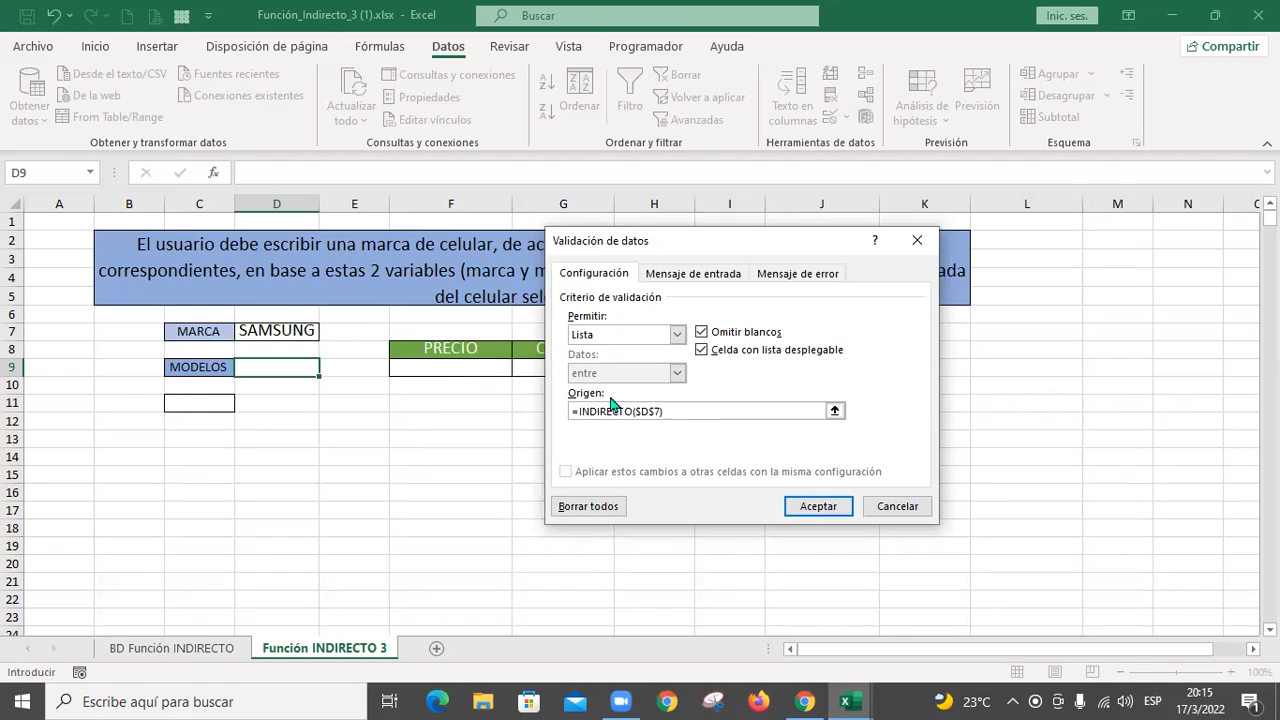 Función_Indirecto_3 (1).xlsx - Excel
Buscar
Inic. ses.
Archivo Inicio Insertar Disposición de página Fórmulas Datos Revisar Vista Programador Ayuda
Compartir
Obtener datos
Desde el texto/CSV
De la web
From Table/Range
Fuentes recientes
Conexiones existentes
Obtener y transformar datos
Actualizar todo
Consultas y conexiones
Propiedades
Editar vínculos
Consultas y conexiones
Ordenar
Filtro
Borrar
Volver a aplicar
Avanzadas
Ordenar y filtrar
Texto en columnas
Herramientas de datos
Análisis de hipótesis
Previsión
Previsión
Agrupar
Desagrupar
Subtotal
Esquema
D9
fx
A B C D E F G H I J K L M N
1
2
3
4
5
6
7
8
9
10
11
12
13
14
15
16
17
18
19
20
21
22
23
24
El usuario debe escribir una marca de celular, de ac
correspondientes, en base a estas 2 variables (marca y m
ada
del celular sel
MARCA SAMSUNG
PRECIO
MODELOS
Validación de datos
?
Configuración Mensaje de entrada Mensaje de error
Criterio de validación
Permitir:
Lista
Omitir blancos
Celda con lista desplegable
Datos:
entre
Origen:
=INDIRECTO($D$7)
Aplicar estos cambios a otras celdas con la misma configuración
Borrar todos Aceptar Cancelar
BD Función INDIRECTO Función INDIRECTO 3
Introducir
100%
Escribe aquí para buscar
23°C
ESP
20:15
17/3/2022
1